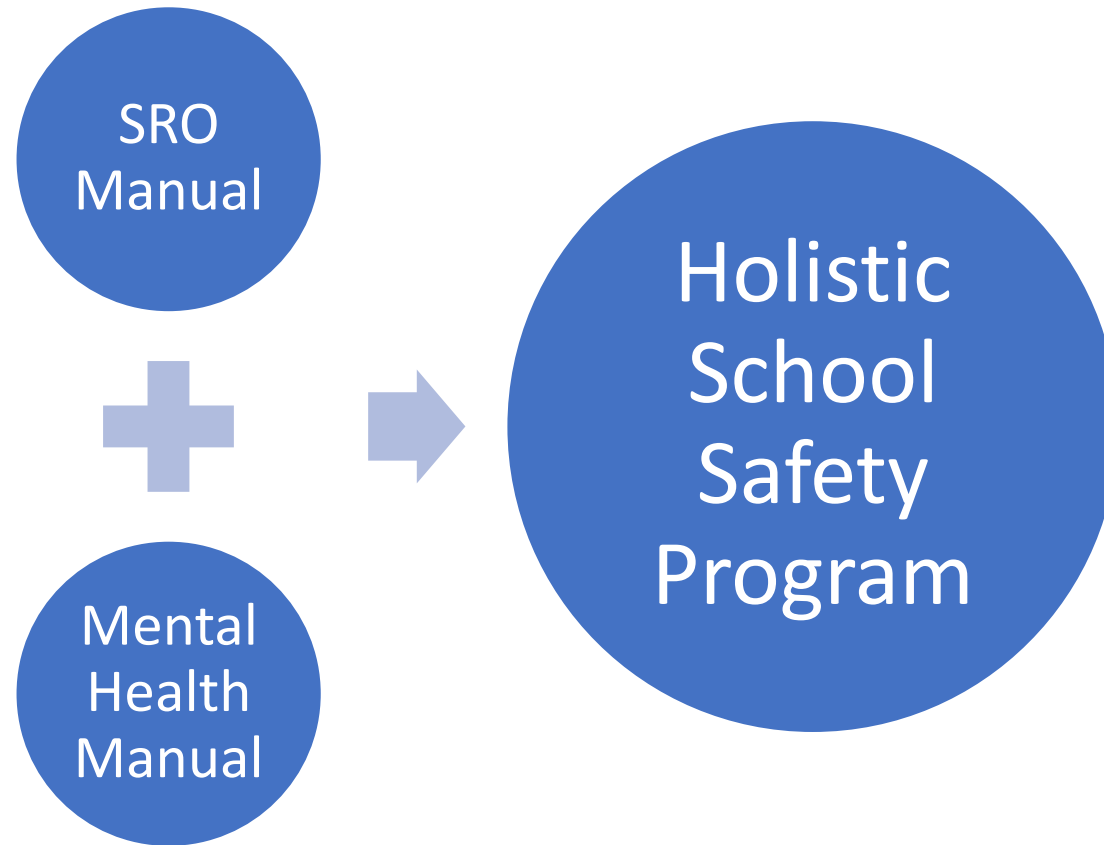 SRO
Manual
Mental
Health
Manual
Holistic
School
Safety
Program